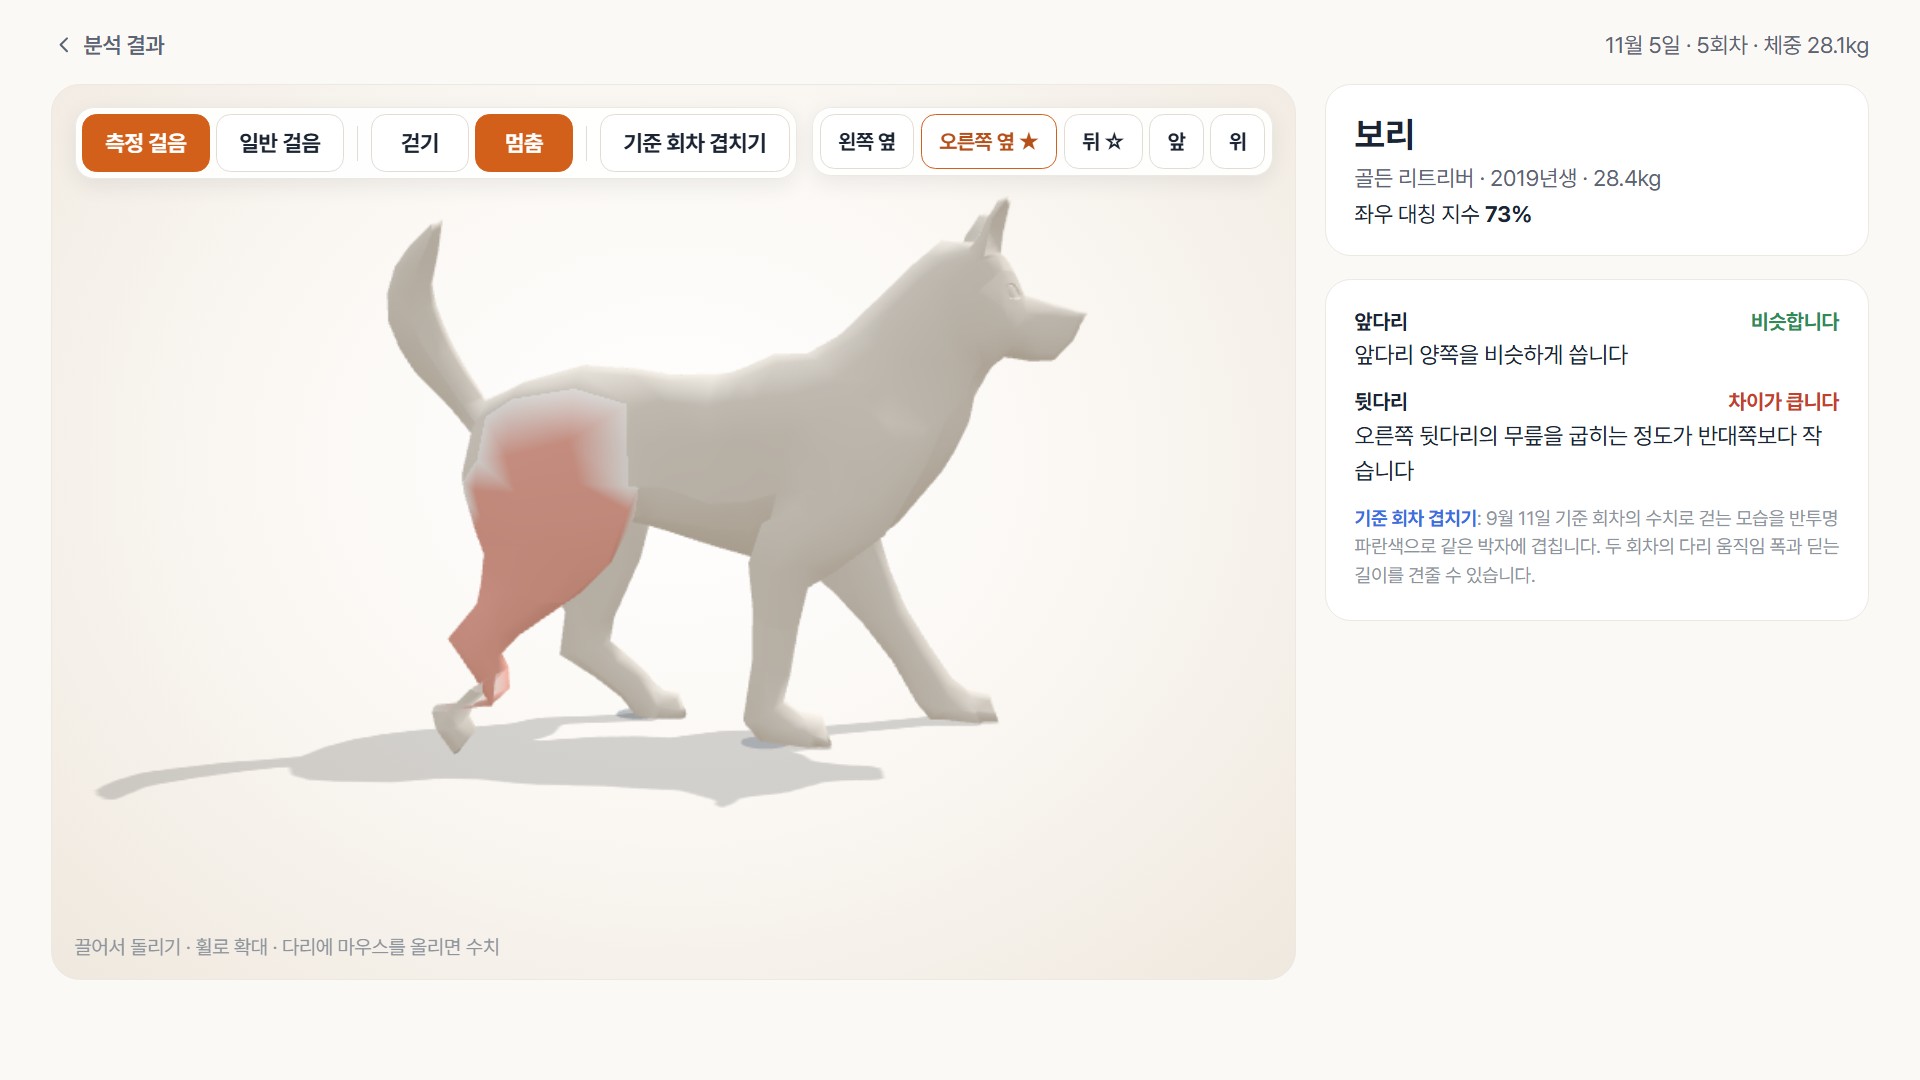 분석 결과
11월 5일 · 5회차 · 체중 28.1kg
측정 걸음 일반 걸음 걷기 멈춤 기준 회차 겹치기 왼쪽 옆 오른쪽 옆 ★ 뒤 ☆ 앞 위
보리
골든 리트리버 · 2019년생 · 28.4kg
좌우 대칭 지수 73%
앞다리 비슷합니다
앞다리 양쪽을 비슷하게 씁니다
뒷다리 차이가 큽니다
오른쪽 뒷다리의 무릎을 굽히는 정도가 반대쪽보다 작
습니다
기준 회차 겹치기: 9월 11일 기준 회차의 수치로 걷는 모습을 반투명
파란색으로 같은 박자에 겹칩니다. 두 회차의 다리 움직임 폭과 딛는
길이를 견줄 수 있습니다.
끌어서 돌리기 · 휠로 확대 · 다리에 마우스를 올리면 수치